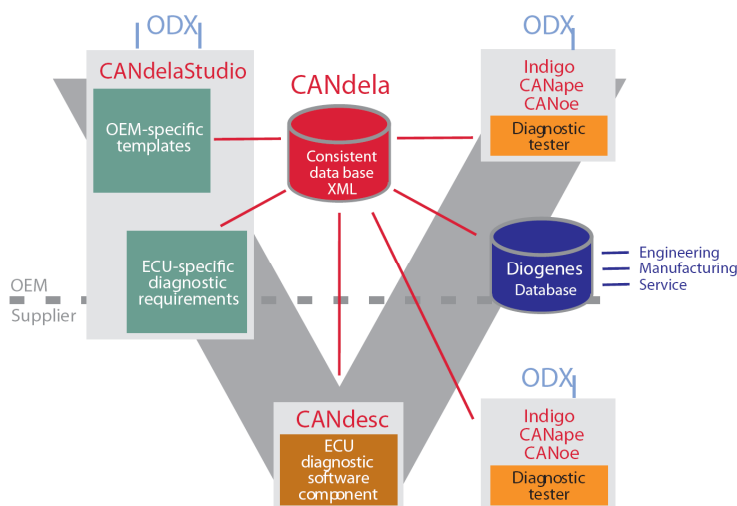 ODX
CANdelaStudio
OEM-specific
templates
ECU-specific
diagnostic
requirements
OEM
Supplier
CANdela
Consistent
data base
XML
ODX
Indigo
CANape
CANoe
Diagnostic
tester
Diogenes
Database
Engineering
Manufacturing
Service
CANdesc
ECU
diagnostic
software
component
ODX
Indigo
CANape
CANoe
Diagnostic
tester